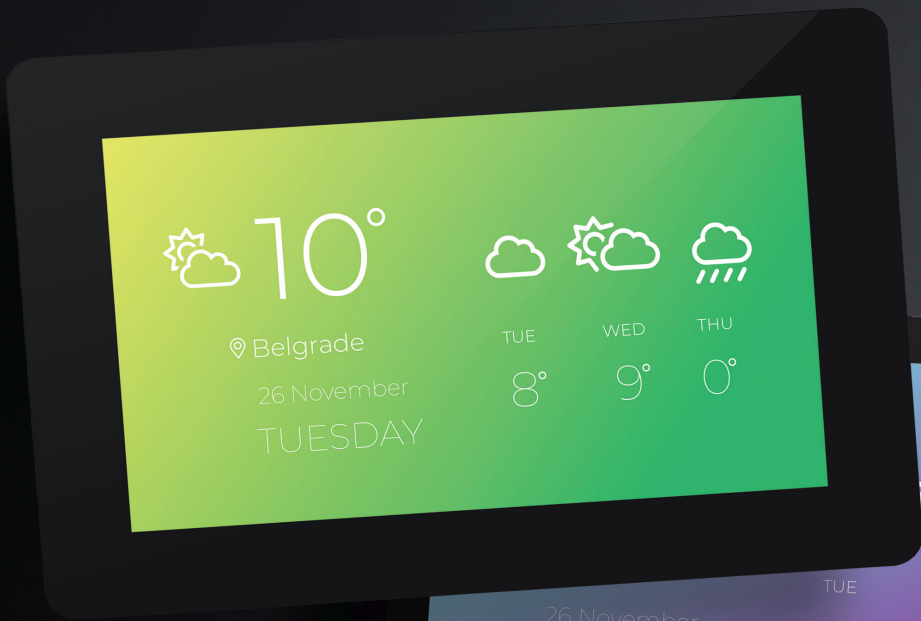 10°
Belgrade
26 November
TUESDAY
TUE WED THU
8° 9° 0°
TUE
26 November